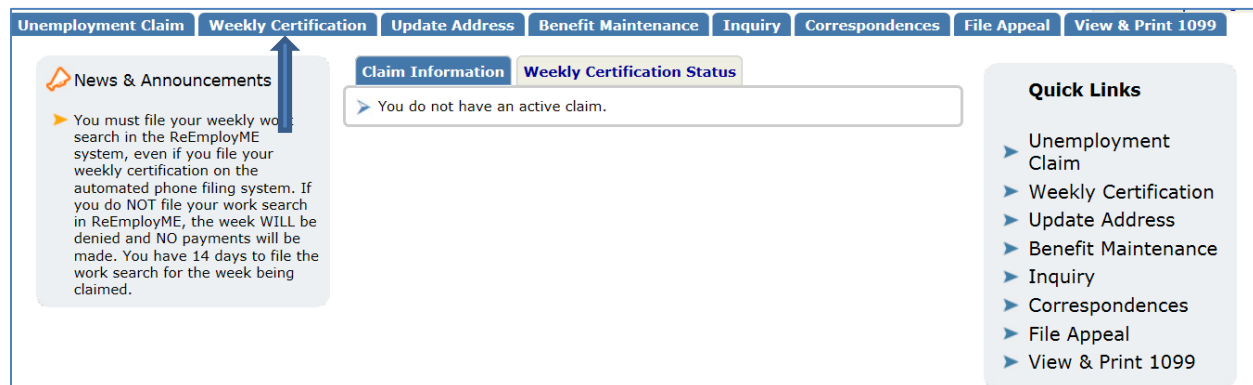 Unemployment Claim Weekly Certification Update Address Benefit Maintenance Inquiry Correspondences File Appeal View & Print 1099
News & Announcements
You must file your weekly work
search in the ReEmployME
system, even if you file your
weekly certification on the
automated phone filing system. If
you do NOT file your work search
in ReEmployME, the week WILL be
denied and NO payments will be
made. You have 14 days to file the
work search for the week being
claimed.
Claim Information Weekly Certification Status
You do not have an active claim.
Quick Links
Unemployment
Claim
Weekly Certification
Update Address
Benefit Maintenance
Inquiry
Correspondences
File Appeal
View & Print 1099